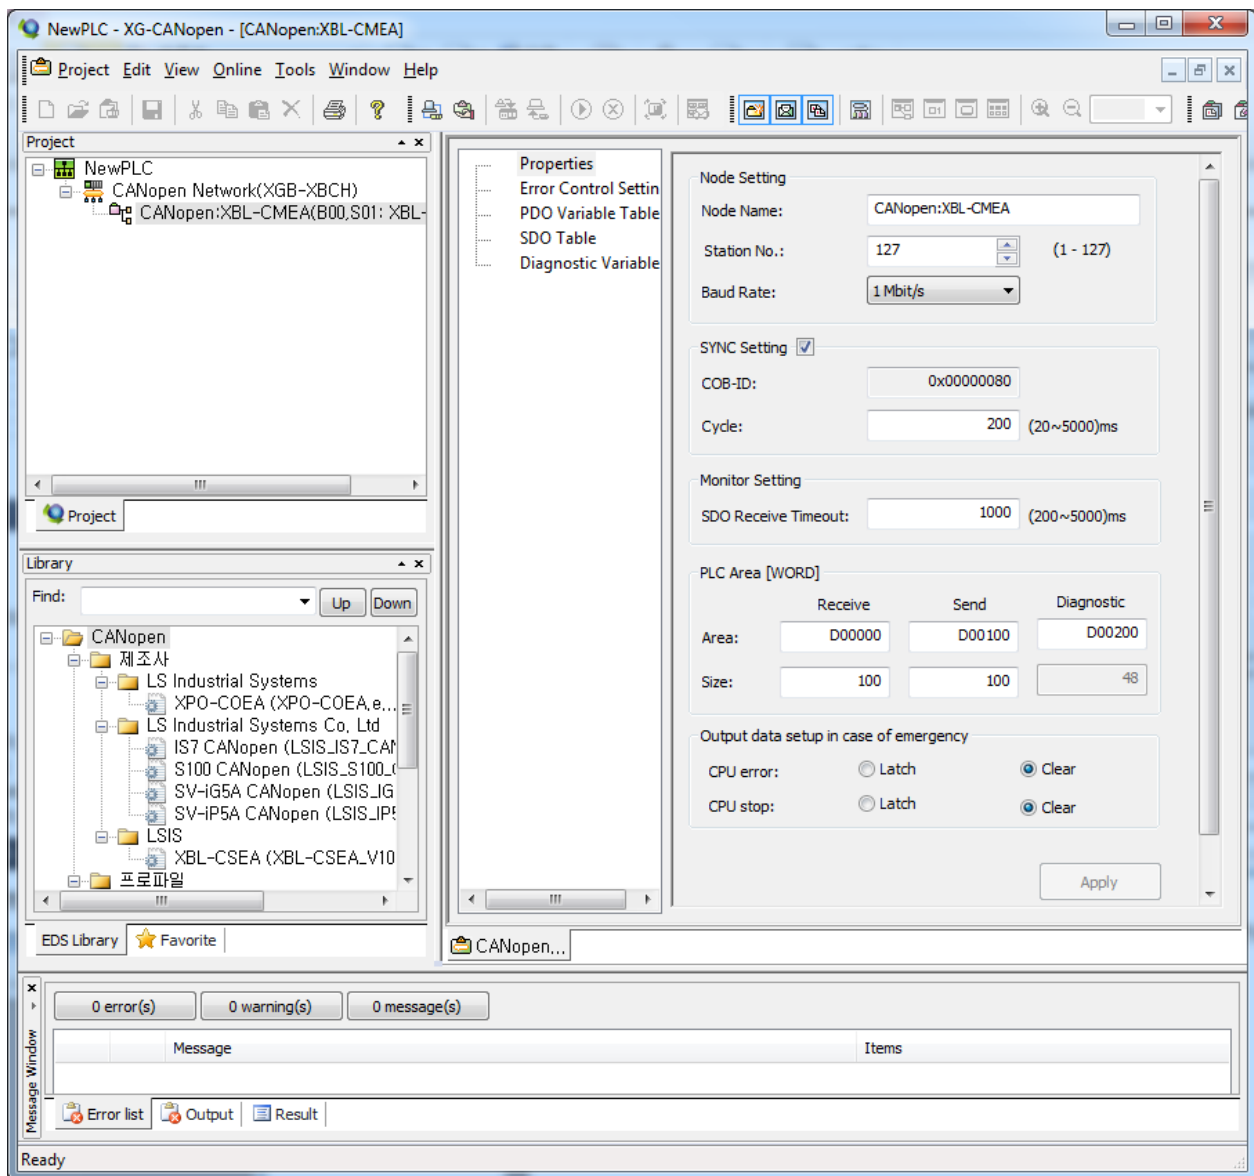 NewPLC - XG-CANopen - [CANopen:XBL-CMEA]
Project Edit View Online Tools Window Help
Project
NewPLC
CANopen Network(XGB-XBCH)
CANopen:XBL-CMEA(B00,S01: XBL-
Project
Library
Find:
Up Down
CANopen
제조사
LS Industrial Systems
XPO-COEA (XPO-COEA,e...
LS Industrial Systems Co, Ltd
IS7 CANopen (LSIS_IS7_CAN
S100 CANopen (LSIS_S100_(
SV-iG5A CANopen (LSIS_IG
SV-iP5A CANopen (LSIS_IP5
LSIS
XBL-CSEA (XBL-CSEA_V10
프로파일
EDS Library Favorite
Properties
Error Control Settin
PDO Variable Table
SDO Table
Diagnostic Variable
Node Setting
Node Name: CANopen:XBL-CMEA
Station No.: 127 (1 - 127)
Baud Rate: 1 Mbit/s
SYNC Setting
COB-ID: 0x00000080
Cycle: 200 (20~5000)ms
Monitor Setting
SDO Receive Timeout: 1000 (200~5000)ms
PLC Area [WORD]
Receive Send Diagnostic
Area: D00000 D00100 D00200
Size: 100 100 48
Output data setup in case of emergency
CPU error: Latch Clear
CPU stop: Latch Clear
Apply
CANopen,,,
Message Window
0 error(s) 0 warning(s) 0 message(s)
Message Items
Error list Output Result
Ready